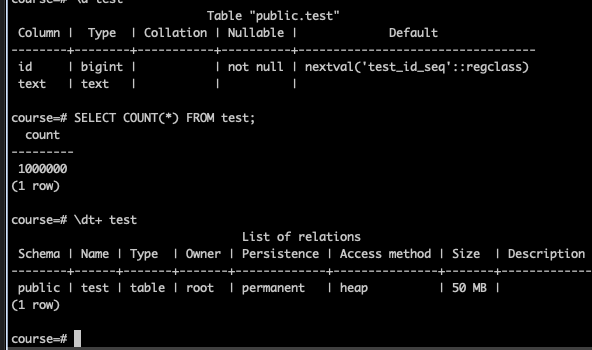 course=# \d test
Table "public.test"
Column | Type | Collation | Nullable | Default
--------+--------+-----------+----------+----------------------------------
id | bigint | | not null | nextval('test_id_seq'::regclass)
text | text | | |
course=# SELECT COUNT(*) FROM test;
count
---------
1000000
(1 row)
course=# \dt+ test
List of relations
Schema | Name | Type | Owner | Persistence | Access method | Size | Description
--------+------+-------+-------+-------------+---------------+-------+-------------
public | test | table | root | permanent | heap | 50 MB |
(1 row)
course=#